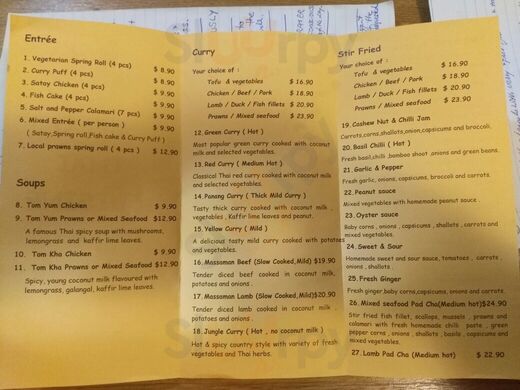 Entrée
1. Vegetarian Spring Roll (4 pcs) $ 8.90
2. Curry Puff (4 pcs) $ 8.90
3. Satay Chicken (4 pcs) $ 8.90
4. Fish Cake (4 pcs) $ 9.90
5. Salt and Pepper Calamari (7 pcs) $ 9.90
6. Mixed Entrée ( per person ) $ 9.90
( Satay,Spring roll,Fish cake & Curry Puff )
7. Local prawns spring roll ( 4 pcs ) $ 12.90
Soups
8. Tom Yum Chicken $ 9.90
9. Tom Yum Prawns or Mixed Seafood $12.90
A famous Thai spicy soup with mushrooms,
lemongrass and kaffir lime leaves.
10. Tom Kha Chicken $ 9.90
11. Tom Kha Prawns or Mixed Seafood $12.90
Spicy, young coconut milk flavoured with
lemongrass, galangal, kaffir lime leaves.
Curry
Your choice of :
Tofu & vegetables $ 16.90
Chicken / Beef / Pork $ 18.90
Lamb / Duck / Fish fillets $ 20.90
Prawns / Mixed seafood $ 23.90
12. Green Curry ( Hot )
Most popular green curry cooked with coconut
milk and selected vegetables.
13. Red Curry ( Medium Hot )
Classical Thai red curry cooked with coconut milk
and selected vegetables.
14. Panang Curry ( Thick Mild Curry )
Tasty thick curry cooked with coconut milk ,
vegetables , Kaffir lime leaves and peanut.
15. Yellow Curry ( Mild )
A delicious tasty mild curry cooked with potatoes
and vegetables.
16. Massaman Beef (Slow Cooked,Mild) $19.90
Tender diced beef cooked in coconut milk,
potatoes and onions .
17. Massaman Lamb (Slow Cooked,Mild)$20.90
Tender diced lamb cooked in coconut milk ,
potatoes and onions .
18. Jungle Curry ( Hot , no coconut milk )
Hot & spicy country style with variety of fresh
vegetables and Thai herbs.
Stir Fried
Your choice of :
Tofu & vegetables $ 16.90
Chicken / Beef / Pork $ 18.90
Lamb / Duck / Fish fillets $ 20.90
Prawns / Mixed seafood $ 23.90
19. Cashew Nut & Chilli Jam
Carrots,corns,shallots,onion,capsicums and broccoli.
20. Basil Chilli ( Hot )
Fresh basil,chilli ,bamboo shoot ,onions and green beans.
21. Garlic & Pepper
Fresh garlic, onions, capsicums, broccoli and carrots.
22. Peanut sauce
Mixed vegetables with homemade peanut sauce.
23. Oyster sauce
Baby corns , onions , capsicums , shallots , carrots and
mixed vegetables.
24. Sweet & Sour
Homemade sweet and sour sauce, tomatoes , carrots ,
onions , shallots .
25. Fresh Ginger
Fresh ginger,baby corns,capsicums,onions and carrots.
26. Mixed seafood Pad Cha(Medium hot)$24.90
Stir fried fish fillet, scallops, mussels , prawns and
calamari with fresh homemade chilli paste , green
pepper corns , onions , shallots , basil , capsicums and
broccoli .
27. Lamb Pad Cha (Medium hot) $ 22.90